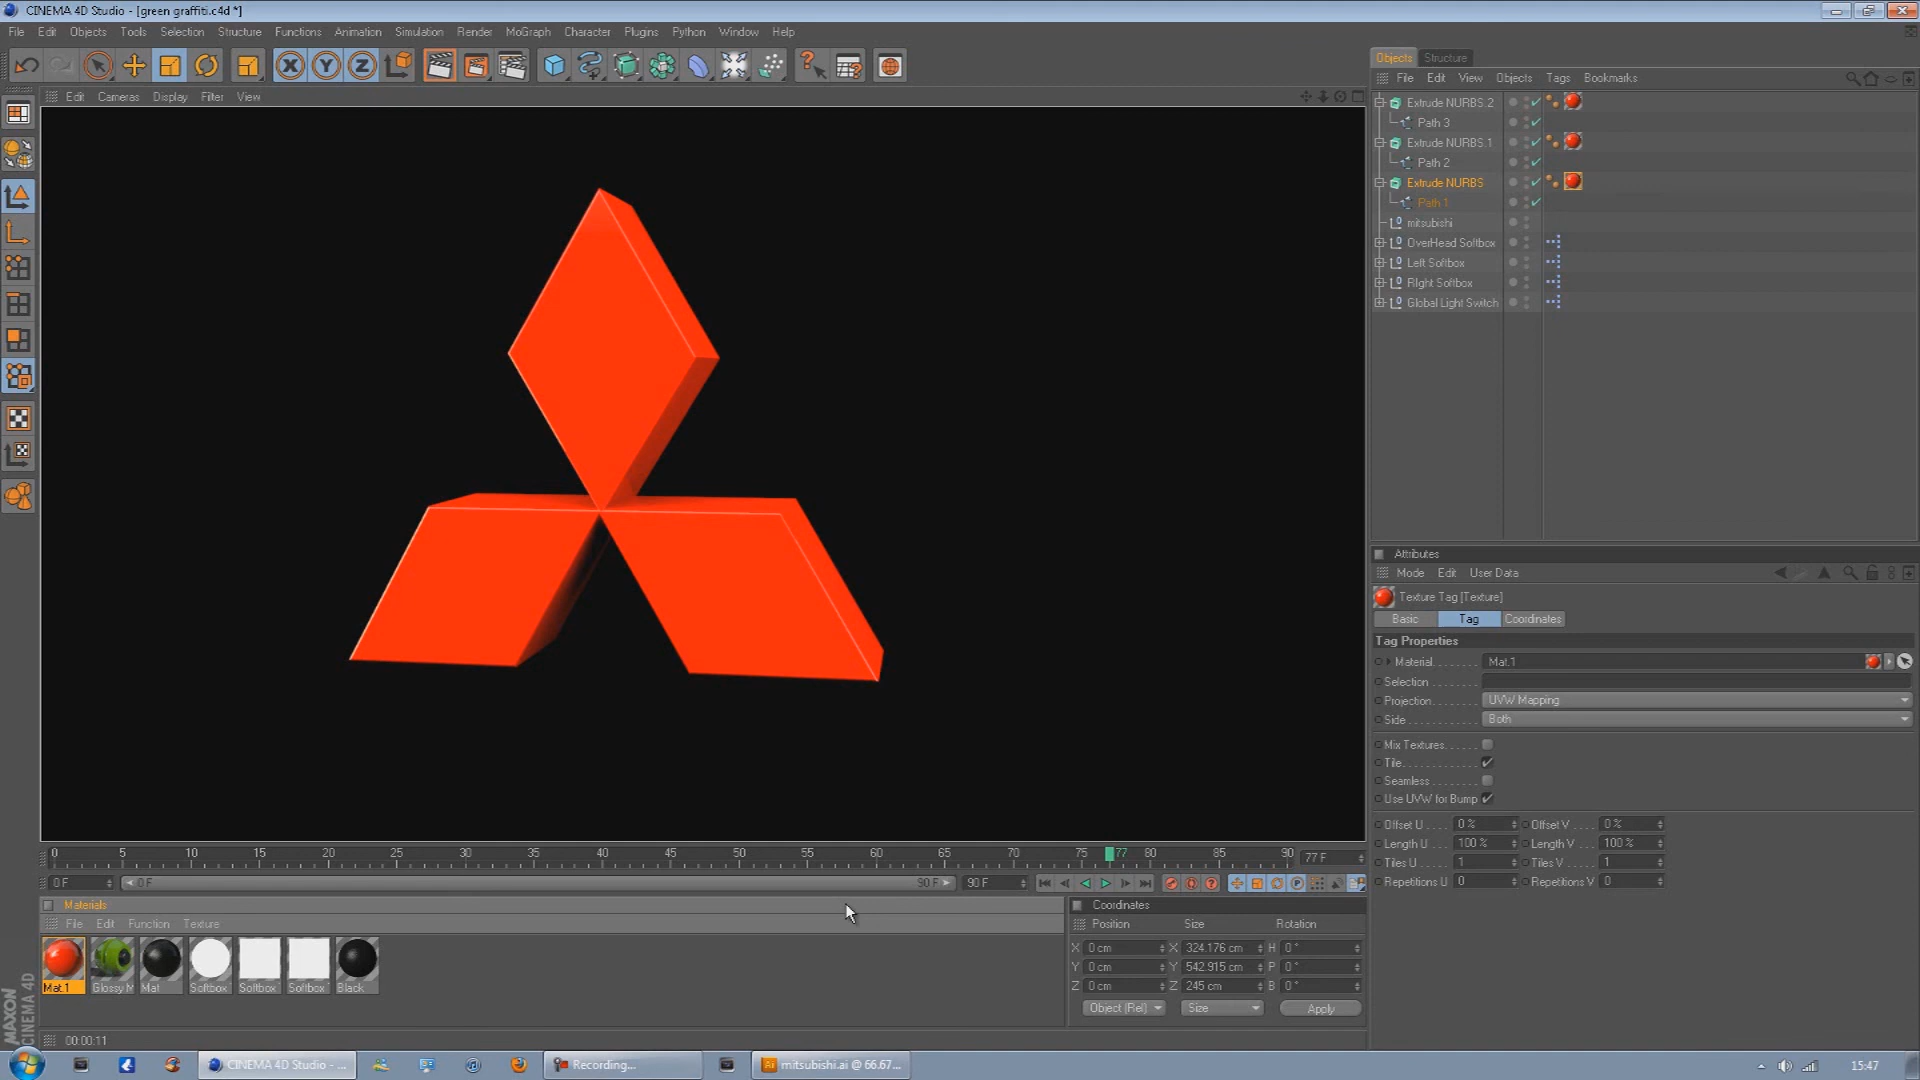 CINEMA 4D Studio - [green graffiti.c4d *]
File Edit Objects Tools Selection Structure Functions Animation Simulation Render MoGraph Character Plugins Python Window Help
Edit Cameras Display Filter View
Objects Structure
File Edit View Objects Tags Bookmarks
Extrude NURBS.2
Path 3
Extrude NURBS.1
Path 2
Extrude NURBS
Path 1
mitsubishi
OverHead Softbox
Left Softbox
RIght Softbox
Global Light Switch
Attributes
Mode Edit User Data
Texture Tag [Texture]
Basic Tag Coordinates
Tag Properties
Material Mat.1
Selection
Projection UVW Mapping
Side Both
Mix Textures
Tile
Seamless
Use UVW for Bump
Offset U 0 % Offset V 0 %
Length U 100 % Length V 100 %
Tiles U 1 Tiles V 1
Repetitions U 0 Repetitions V 0
0 5 10 15 20 25 30 35 40 45 50 55 60 65 70 75 77 80 85 90 77 F
0 F 0 F 90 F 90 F
Materials
File Edit Function Texture
Mat.1 Glossy M Mat Softbox Softbox Softbox Black
Coordinates
Position Size Rotation
X 0 cm X 324.176 cm H 0 °
Y 0 cm Y 542.915 cm P 0 °
Z 0 cm Z 245 cm B 0 °
Object (Rel) Size Apply
MAXON
CINEMA 4D
00:00:11
CINEMA 4D Studio - ... Recording... mitsubishi.ai @ 66.67... 15:47